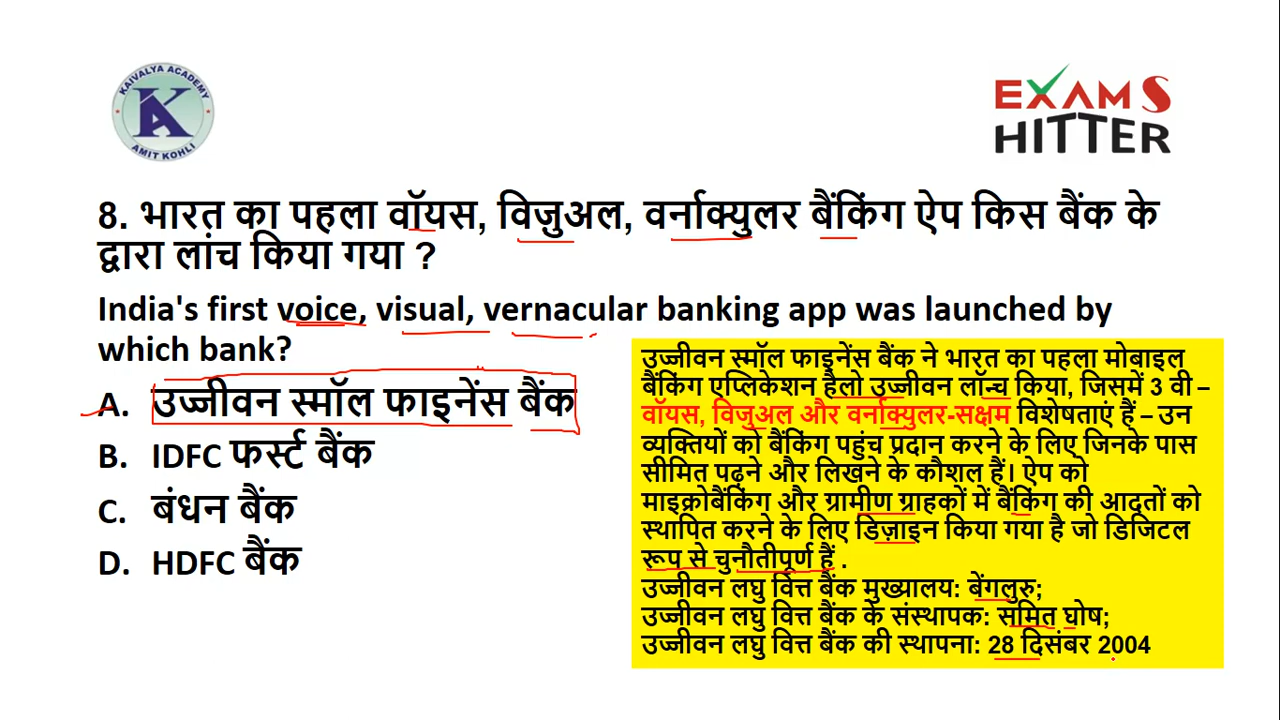 KAIVALYA ACADEMY
AMIT KOHLI
EXAMS
HITTER
8. भारत का पहला वॉयस, विज़ुअल, वर्नाक्युलर बैंकिंग ऐप किस बैंक के
द्वारा लांच किया गया ?
India's first voice, visual, vernacular banking app was launched by
which bank?
A. उज्जीवन स्मॉल फाइनेंस बैंक
B. IDFC फर्स्ट बैंक
C. बंधन बैंक
D. HDFC बैंक
उज्जीवन स्मॉल फाइनेंस बैंक ने भारत का पहला मोबाइल
बैंकिंग एप्लिकेशन हैलो उज्जीवन लॉन्च किया, जिसमें 3 वी –
वॉयस, विजुअल और वर्नाक्युलर-सक्षम विशेषताएं हैं – उन
व्यक्तियों को बैंकिंग पहुंच प्रदान करने के लिए जिनके पास
सीमित पढ़ने और लिखने के कौशल हैं। ऐप को
माइक्रोबैंकिंग और ग्रामीण ग्राहकों में बैंकिंग की आदतों को
स्थापित करने के लिए डिज़ाइन किया गया है जो डिजिटल
रूप से चुनौतीपूर्ण हैं .
उज्जीवन लघु वित्त बैंक मुख्यालय: बेंगलुरु;
उज्जीवन लघु वित्त बैंक के संस्थापक: समित घोष;
उज्जीवन लघु वित्त बैंक की स्थापना: 28 दिसंबर 2004